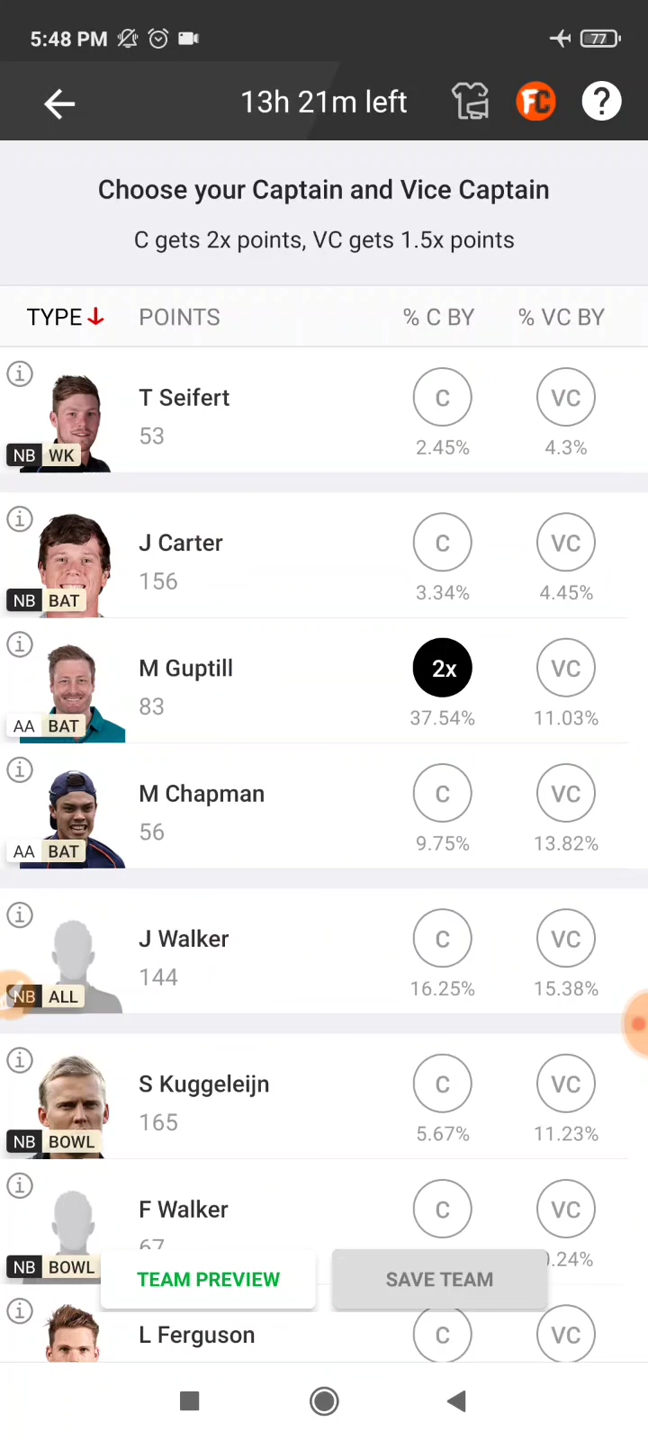 5:48 PM
77
13h 21m left
FC
?
Choose your Captain and Vice Captain
C gets 2x points, VC gets 1.5x points
TYPE POINTS % C BY % VC BY
T Seifert
53
C
VC
NB WK
2.45%
4.3%
J Carter
156
C
VC
NB BAT
3.34%
4.45%
M Guptill
83
2x
VC
AA BAT
37.54%
11.03%
M Chapman
56
C
VC
AA BAT
9.75%
13.82%
J Walker
144
C
VC
NB ALL
16.25%
15.38%
S Kuggeleijn
165
C
VC
NB BOWL
5.67%
11.23%
F Walker
67
C
VC
NB BOWL
TEAM PREVIEW
SAVE TEAM
L Ferguson
C
VC